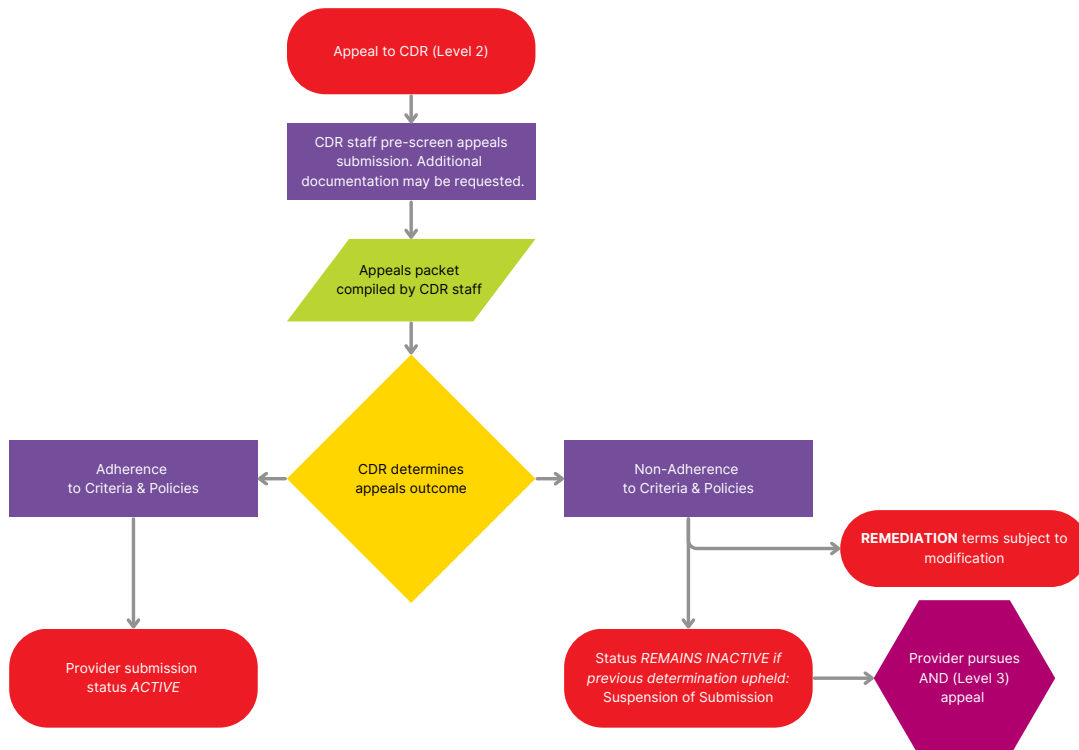 Appeal to CDR (Level 2)
CDR staff pre-screen appeals
submission. Additional
documentation may be requested.
Appeals packet
compiled by CDR staff
CDR determines
appeals outcome
Adherence
to Criteria & Policies
Non-Adherence
to Criteria & Policies
REMEDIATION terms subject to
modification
Provider submission
status ACTIVE
Status REMAINS INACTIVE if
previous determination upheld:
Suspension of Submission
Provider pursues
AND (Level 3)
appeal